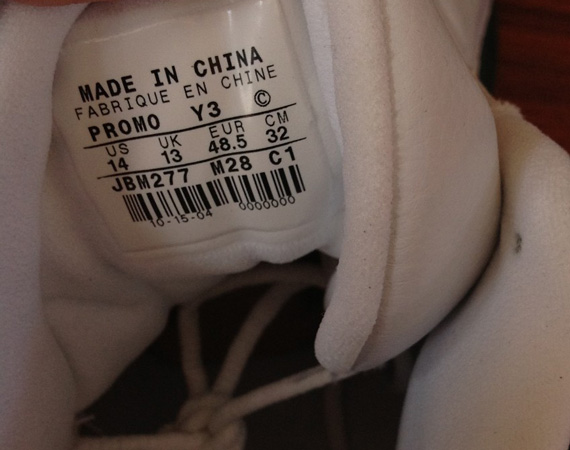 MADE IN CHINA
FABRIQUE EN CHINE
PROMO Y3 ©
US UK EUR CM
14 13 48.5 32
JBM277 M28 C1
10-15-04 0000000